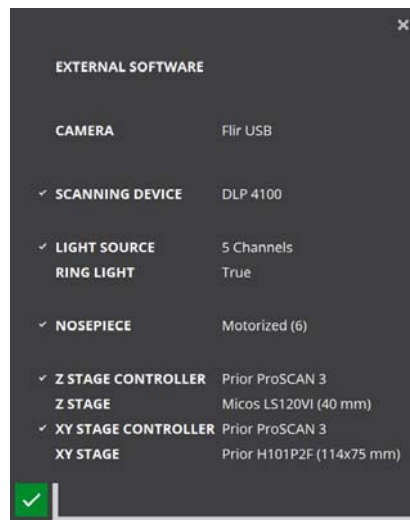 EXTERNAL SOFTWARE
CAMERA Flir USB
SCANNING DEVICE DLP 4100
LIGHT SOURCE 5 Channels
RING LIGHT True
NOSEPIECE Motorized (6)
Z STAGE CONTROLLER Prior ProSCAN 3
Z STAGE Micos LS120VI (40 mm)
XY STAGE CONTROLLER Prior ProSCAN 3
XY STAGE Prior H101P2F (114x75 mm)